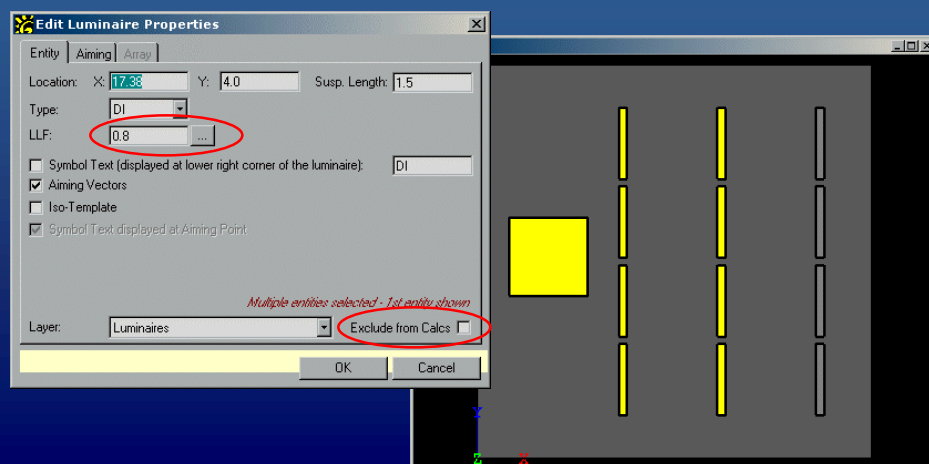 Edit Luminaire Properties
Entity Aiming Array
Location: X: 17.38 Y: 4.0 Susp. Length: 1.5
Type: DI
LLF: 0.8 ...
Symbol Text (displayed at lower right corner of the luminaire): DI
Aiming Vectors
Iso-Template
Symbol Text displayed at Aiming Point
Multiple entities selected - 1st entity shown
Layer: Luminaires Exclude from Calcs
OK Cancel
Y
Z X